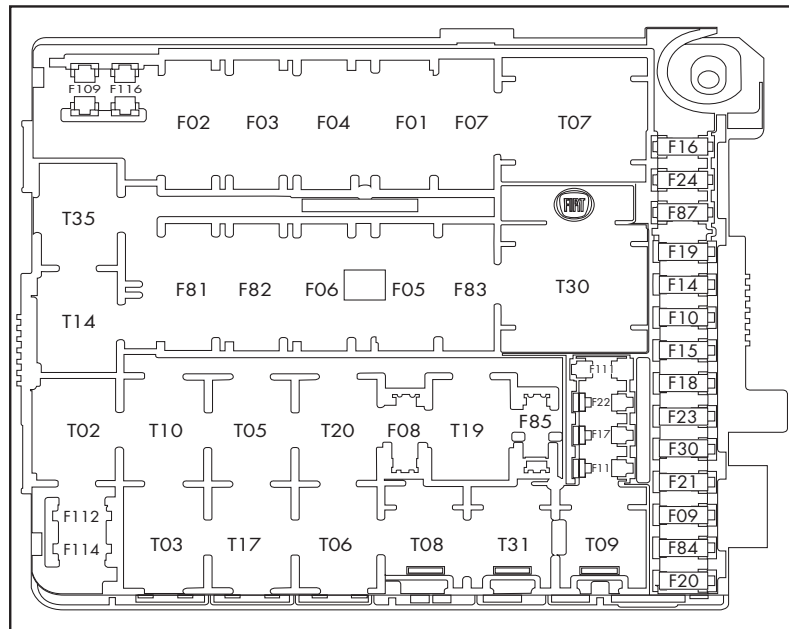 F109 F116
F02 F03 F04 F01 F07 T07
F16
F24
F87
T35
FIAT
F19
F81 F82 F06 F05 F83 T30
F14
T14
F10
F15
F111
F18
F22
F23
T02 T10 T05 T20 F08 T19 F85
F17
F30
F11
F21
F112
F09
F114
T03 T17 T06 T08 T31 T09
F84
F20